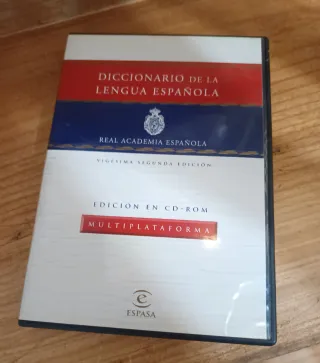 DICCIONARIO DE LA
LENGUA ESPAÑOLA
REAL ACADEMIA ESPAÑOLA
VIGÉSIMA SEGUNDA EDICIÓN
EDICIÓN EN CD-ROM
MULTIPLATAFORMA
e
ESPASA